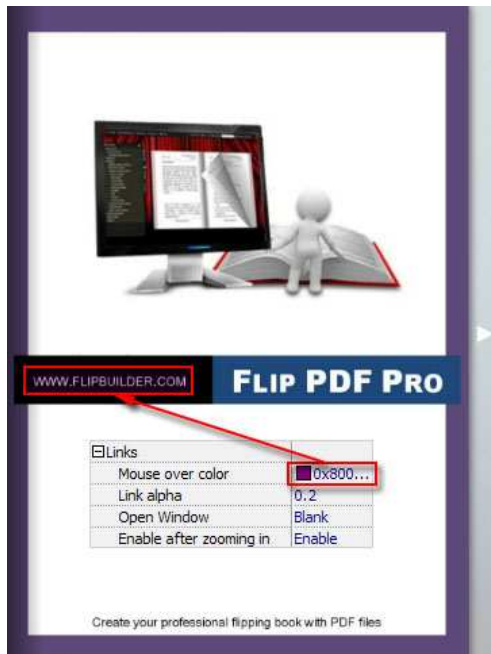 WWW.FLIPBUILDER.COM FLIP PDF PRO
Links
Mouse over color 0x800...
Link alpha 0.2
Open Window Blank
Enable after zooming in Enable
Create your professional flipping book with PDF files